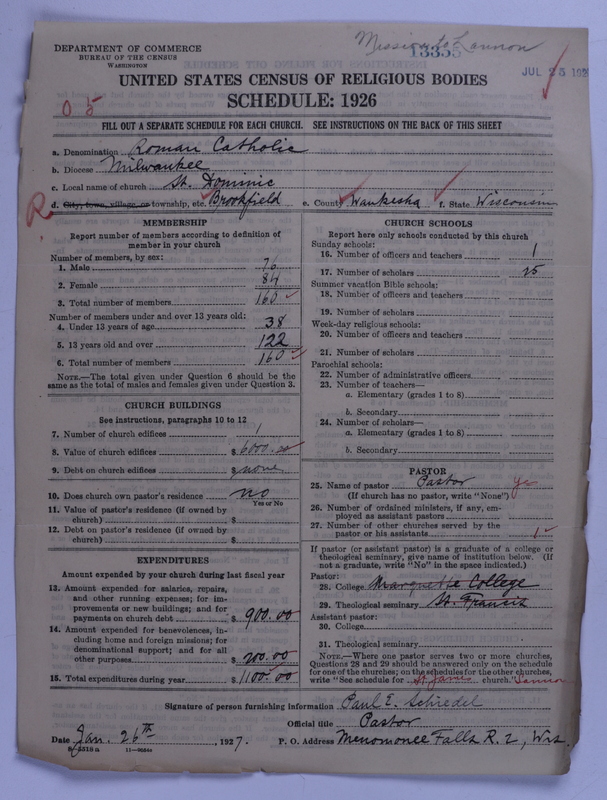 Mission to Lannon
DEPARTMENT OF COMMERCE
BUREAU OF THE CENSUS
WASHINGTON
13355
JUL 25 192
UNITED STATES CENSUS OF RELIGIOUS BODIES
SCHEDULE: 1926
0 5
FILL OUT A SEPARATE SCHEDULE FOR EACH CHURCH. SEE INSTRUCTIONS ON THE BACK OF THIS SHEET
a. Denomination Roman Catholic
b. Diocese Milwaukee
c. Local name of church St. Dominic
d. City, town, village, or township, etc. Brookfield e. County Waukesha f. State Wisconsin
R
MEMBERSHIP
Report number of members according to definition of
member in your church
Number of members, by sex:
1. Male 76
2. Female 84
3. Total number of members 160
Number of members under and over 13 years old:
4. Under 13 years of age 38
5. 13 years old and over 122
6. Total number of members 160
NOTE.—The total given under Question 6 should be
same as the total of males and females given under Question 3.
CHURCH BUILDINGS
See instructions, paragraphs 10 to 12
7. Number of church edifices 1
8. Value of church edifices $ 6000.00
9. Debt on church edifices $ none
10. Does church own pastor's residence no
Yes or No
11. Value of pastor's residence (if owned by
church) $
12. Debt on pastor's residence (if owned by
church) $
EXPENDITURES
Amount expended by church during last fiscal year
13. Amount expended for salaries, repairs,
and other running expenses; for im-
provements or new buildings; and for
payments on church debt $ 900.00
14. Amount expended for benevolences, in-
cluding home and foreign missions; for
denominational support; and for all
other purposes $ 200.00
15. Total expenditures during year $ 1100.00
CHURCH SCHOOLS
Report here only schools conducted by this church
Sunday schools:
16. Number of officers and teachers 1
17. Number of scholars 25
Summer vacation Bible schools:
18. Number of officers and teachers
19. Number of scholars
Week-day religious schools:
20. Number of officers and teachers
21. Number of scholars
Parochial schools:
22. Number of administrative officers
23. Number of teachers—
a. Elementary (grades 1 to 8)
b. Secondary
24. Number of scholars—
a. Elementary (grades 1 to 8)
b. Secondary
PASTOR
25. Name of pastor Pastor yes
(If church has no pastor, write "None")
26. Number of ordained ministers, if any, em-
ployed as assistant pastors
27. Number of other churches served by the
pastor or his assistants 1
If pastor (or assistant pastor) is a graduate of a college or
theological seminary, give name of institution below. (If
not a graduate, write "No" in the space indicated.)
Pastor:
28. College Marquette College
29. Theological seminary St. Francis
Assistant pastor:
30. College
31. Theological seminary
NOTE.—Where one pastor serves two or more churches,
Questions 28 and 29 should be answered only on the schedule
for one of the churches; on the schedules for the other churches,
write "See schedule for St James church." Lannon
Signature of person furnishing information Paul E. Schiedel
Official title Pastor
Date Jan. 26th, 1927. P. O. Address Menomonee Falls R. 2, Wis.